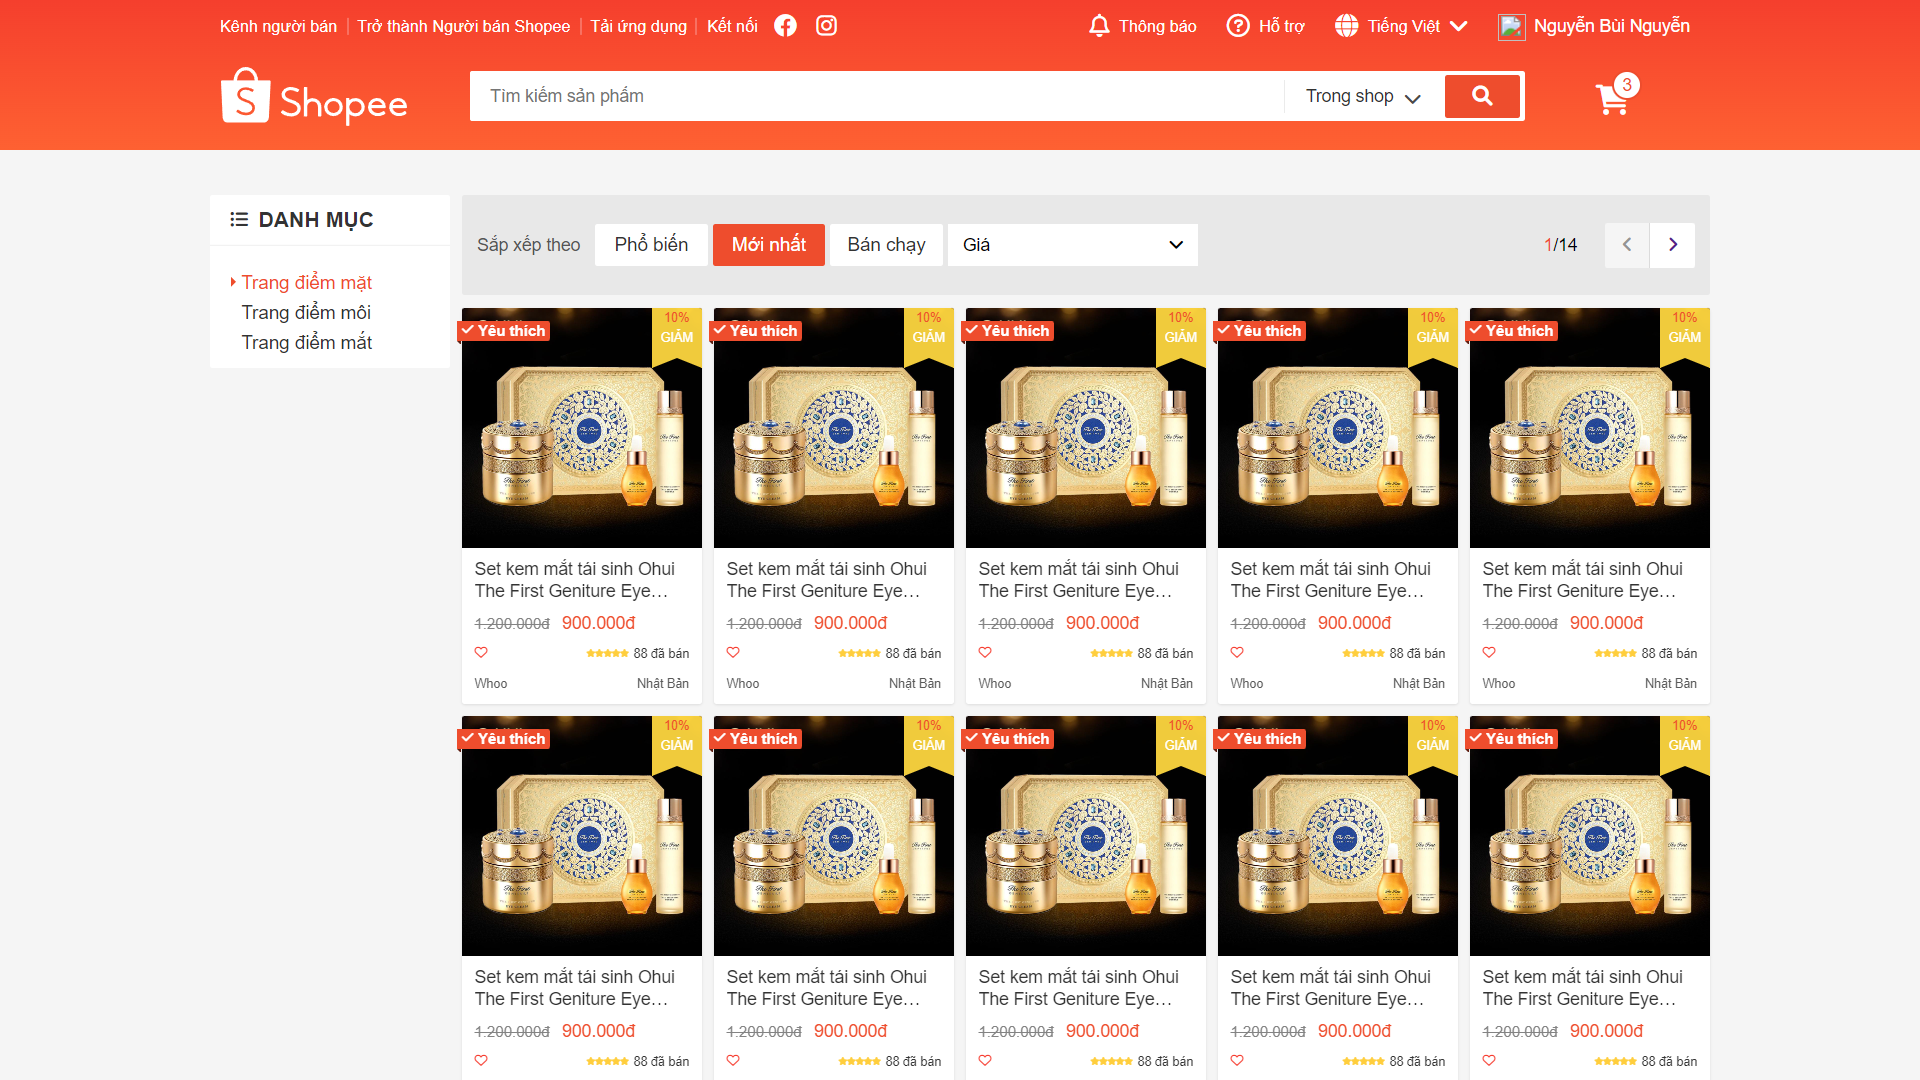 Kênh người bán Trở thành Người bán Shopee Tải ứng dụng Kết nối Thông báo Hỗ trợ Tiếng Việt Nguyễn Bùi Nguyễn
Shopee Tìm kiếm sản phẩm Trong shop 3
DANH MỤC
Trang điểm mặt
Trang điểm môi
Trang điểm mắt
Sắp xếp theo Phổ biến Mới nhất Bán chạy Giá 1/14
Yêu thích 10% GIẢM Yêu thích 10% GIẢM Yêu thích 10% GIẢM Yêu thích 10% GIẢM Yêu thích 10% GIẢM
Set kem mắt tái sinh Ohui Set kem mắt tái sinh Ohui Set kem mắt tái sinh Ohui Set kem mắt tái sinh Ohui Set kem mắt tái sinh Ohui
The First Geniture Eye... The First Geniture Eye... The First Geniture Eye... The First Geniture Eye... The First Geniture Eye...
1.200.000đ 900.000đ 1.200.000đ 900.000đ 1.200.000đ 900.000đ 1.200.000đ 900.000đ 1.200.000đ 900.000đ
88 đã bán 88 đã bán 88 đã bán 88 đã bán 88 đã bán
Whoo Nhật Bản Whoo Nhật Bản Whoo Nhật Bản Whoo Nhật Bản Whoo Nhật Bản
Yêu thích 10% GIẢM Yêu thích 10% GIẢM Yêu thích 10% GIẢM Yêu thích 10% GIẢM Yêu thích 10% GIẢM
Set kem mắt tái sinh Ohui Set kem mắt tái sinh Ohui Set kem mắt tái sinh Ohui Set kem mắt tái sinh Ohui Set kem mắt tái sinh Ohui
The First Geniture Eye... The First Geniture Eye... The First Geniture Eye... The First Geniture Eye... The First Geniture Eye...
1.200.000đ 900.000đ 1.200.000đ 900.000đ 1.200.000đ 900.000đ 1.200.000đ 900.000đ 1.200.000đ 900.000đ
88 đã bán 88 đã bán 88 đã bán 88 đã bán 88 đã bán